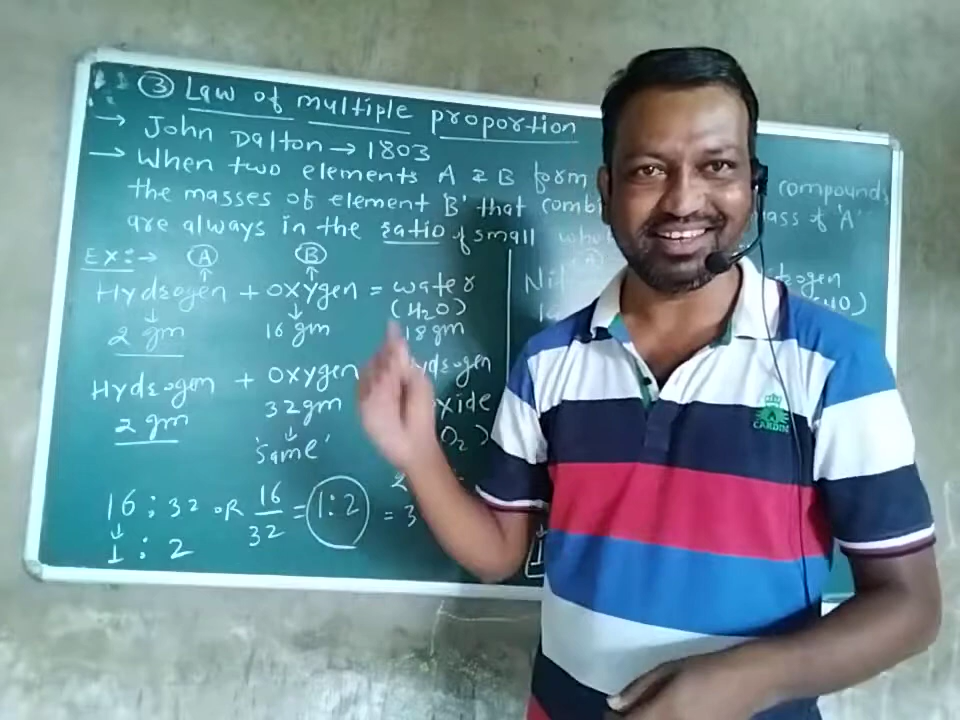 ③ Law of multiple proportion
→ John Dalton → 1803
→ When two elements A & B form compounds
the masses of element 'B' that mass of 'A'
are always in the ratio of small
Ex:→ A B
Hydrogen + oxygen = water
(H₂O)
2 gm 16 gm 18 gm
Hydrogen + oxygen
2 gm 32 gm
'Same'
16 : 32 OR 16/32 = 1:2 = 3
1 : 2
CARDIN